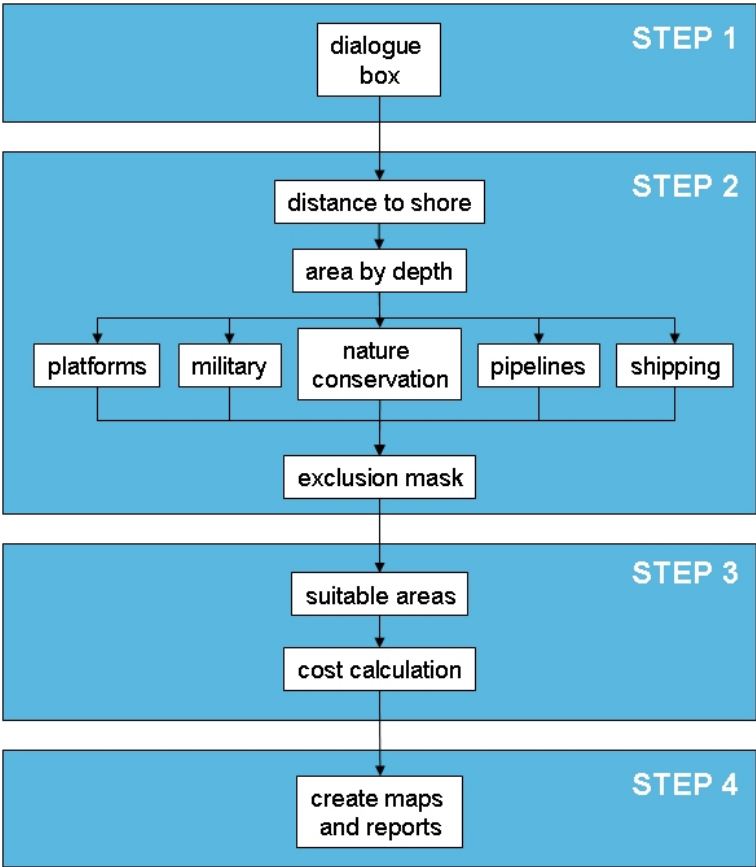 STEP 1
dialogue
box
STEP 2
distance to shore
area by depth
platforms
military
nature
conservation
pipelines
shipping
exclusion mask
STEP 3
suitable areas
cost calculation
STEP 4
create maps
and reports